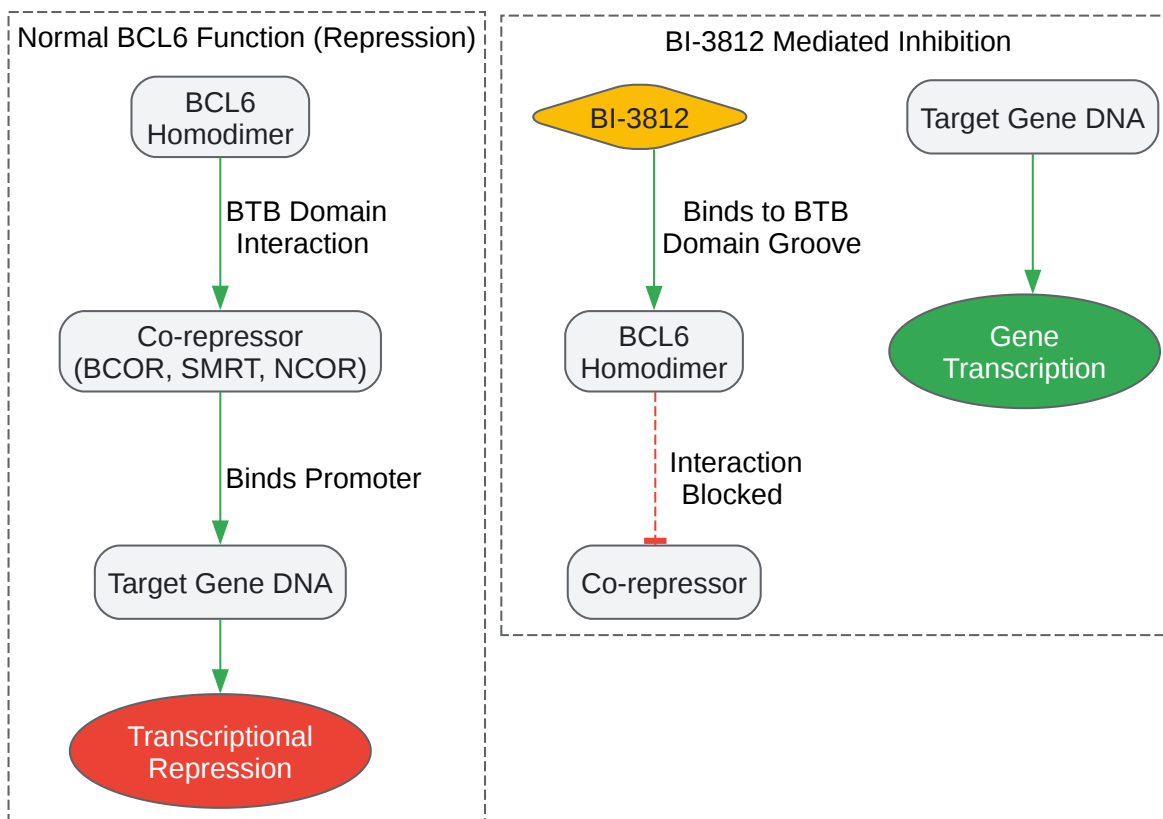 Normal BCL6 Function (Repression)
BCL6
Homodimer
BTB Domain
Interaction
Co-repressor
(BCOR, SMRT, NCOR)
Binds Promoter
Target Gene DNA
Transcriptional
Repression
BI-3812 Mediated Inhibition
BI-3812
Binds to BTB
Domain Groove
BCL6
Homodimer
Interaction
Blocked
Co-repressor
Target Gene DNA
Gene
Transcription